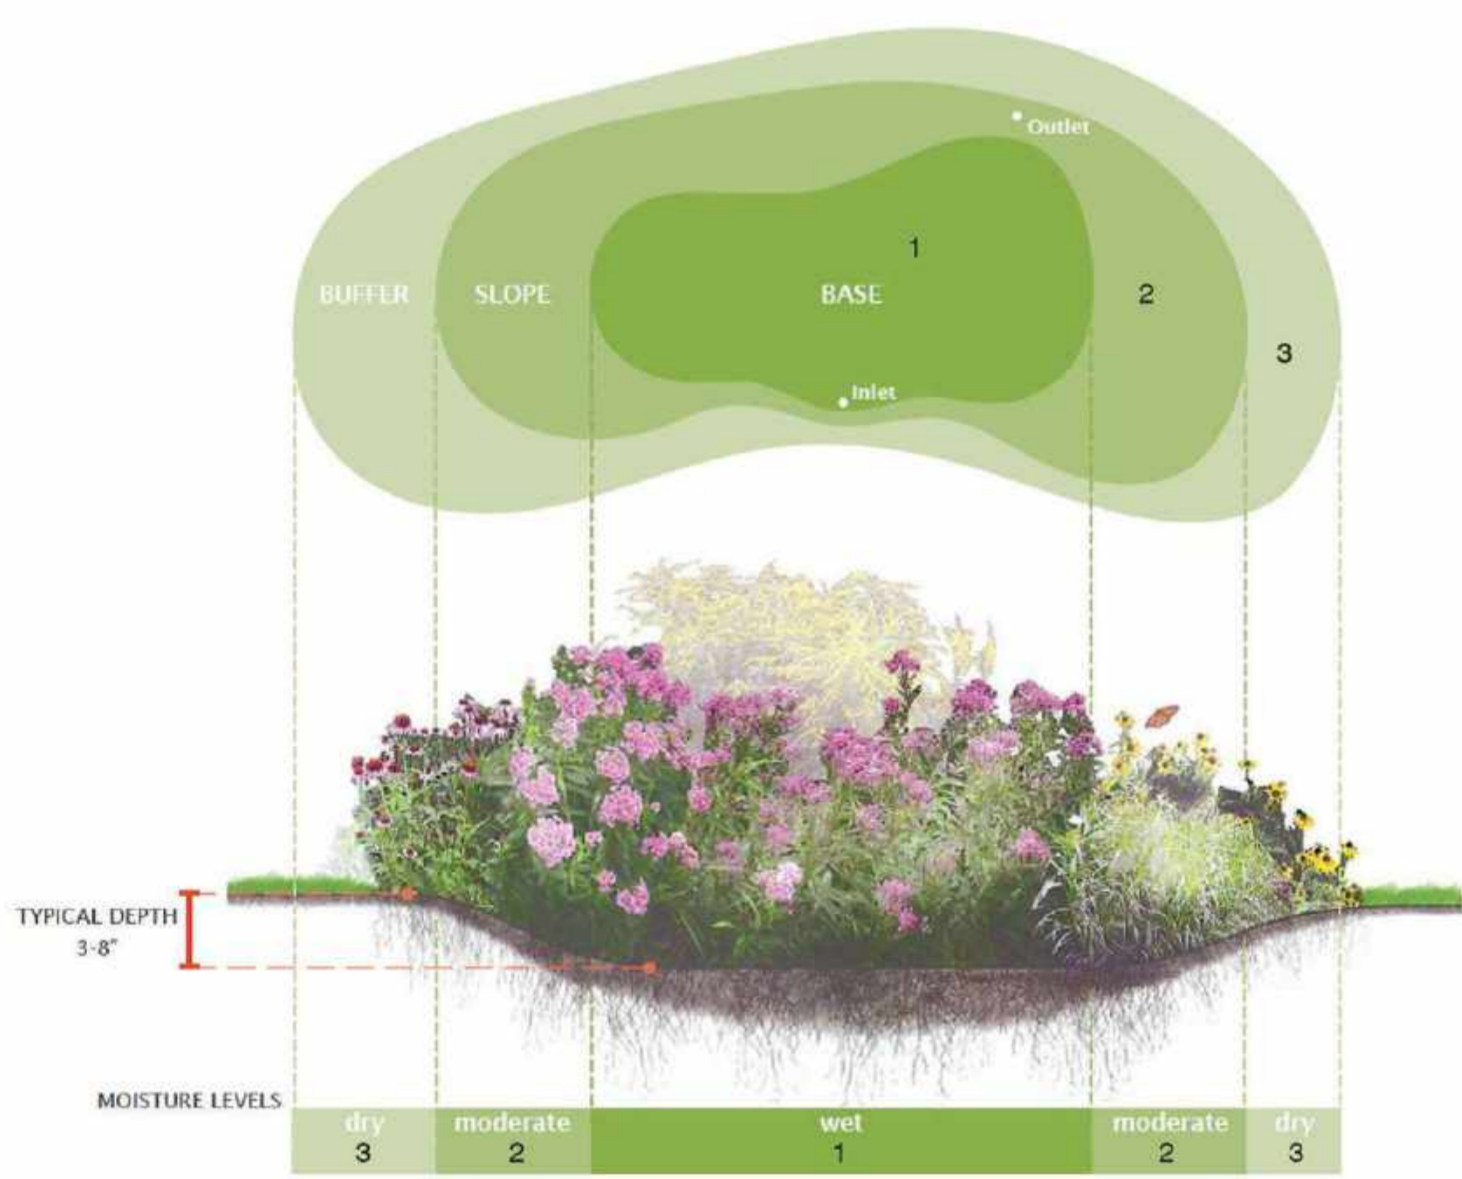 Outlet
1
BUFFER SLOPE BASE 2
3
Inlet
TYPICAL DEPTH
3-8"
MOISTURE LEVELS
dry moderate wet moderate dry
3 2 1 2 3